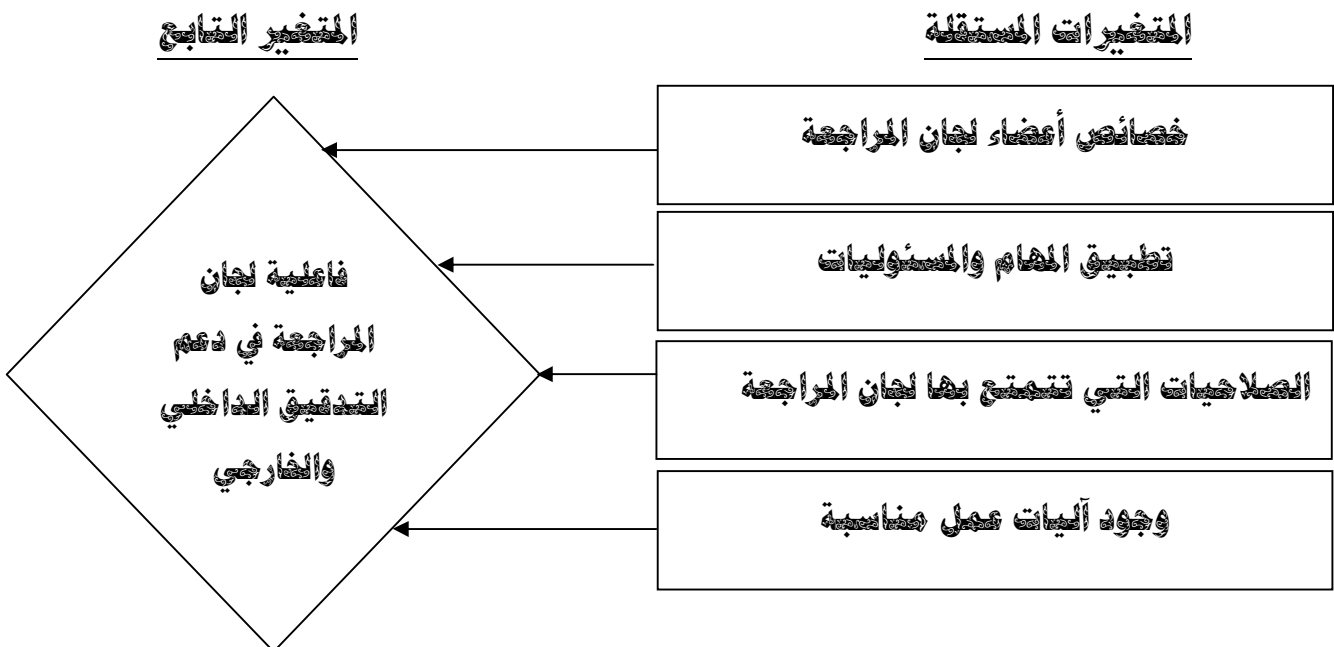 المتغيرات المستقلة
المتغير التابع
خصائص أعضاء لجان المراجعة
تطبيق المهام والمسئوليات
الصلاحيات التي تتمتع بها لجان المراجعة
وجود آليات عمل مناسبة
فاعلية لجان
المراجعة في دعم
التدقيق الداخلي
والخارجي